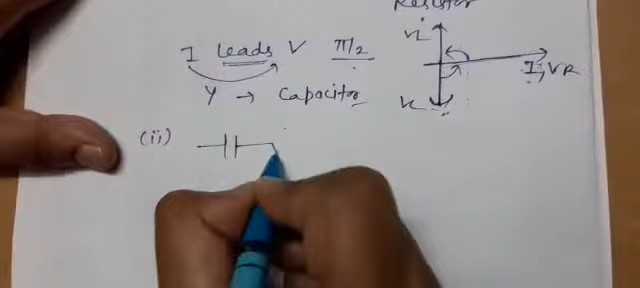 Resistor
VL
I leads V π/2
I, VR
Y → Capacitor
Vc
(ii)